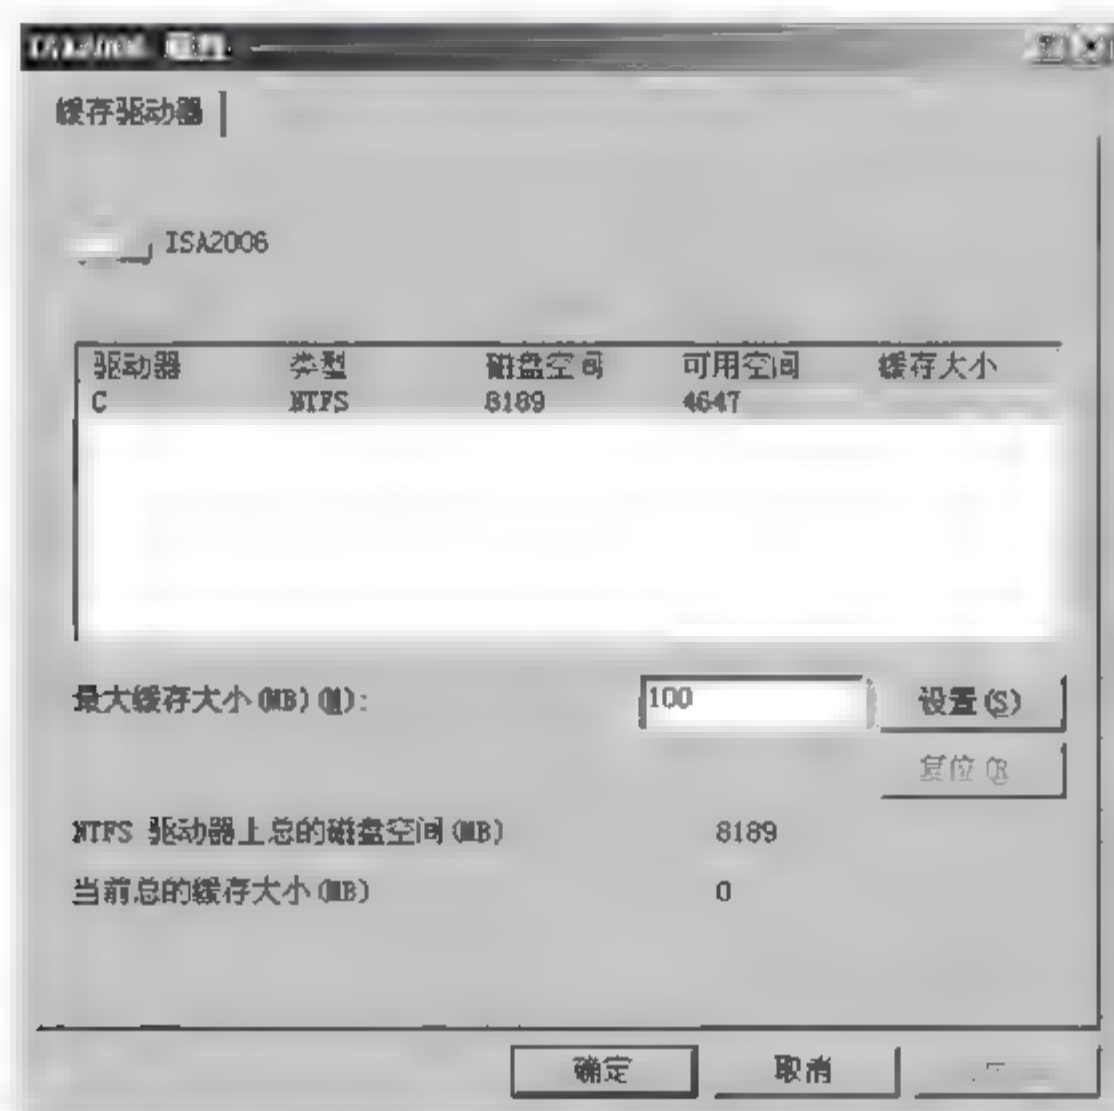 ISA2006 属性
缓存驱动器
ISA2006
驱动器 类型 磁盘空间 可用空间 缓存大小
C NTFS 8189 4647
最大缓存大小(MB)(M): 100 设置(S)
复位(R
NTFS 驱动器上总的磁盘空间(MB) 8189
当前总的缓存大小(MB) 0
确定 取消